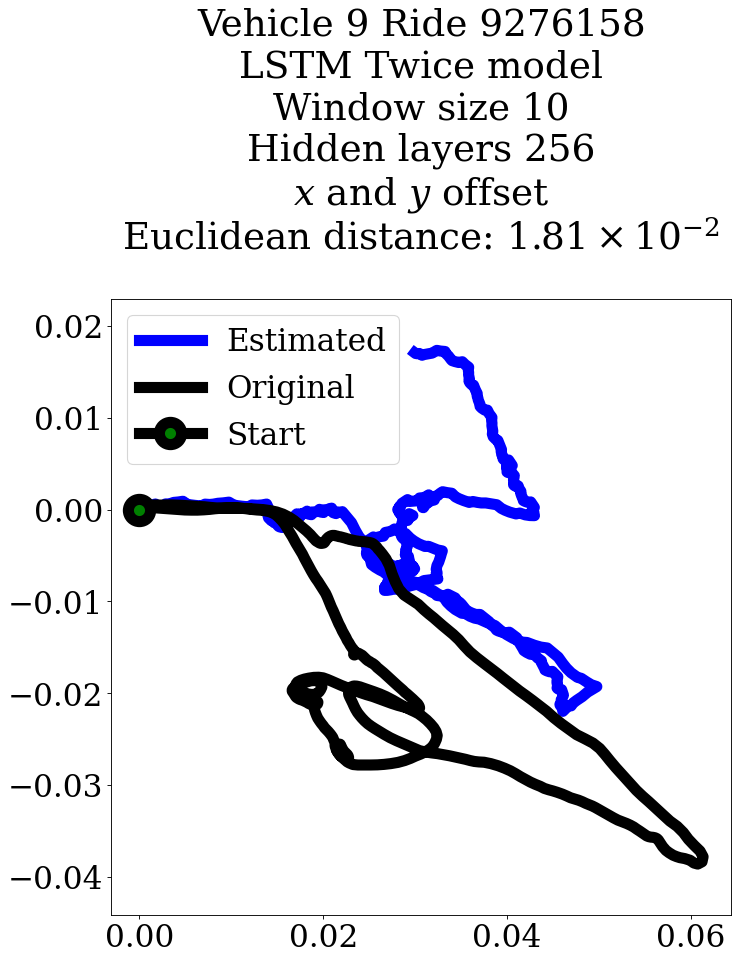 Vehicle 9 Ride 9276158
LSTM Twice model
Window size 10
Hidden layers 256
x and y offset
Euclidean distance: 1.81 × 10⁻²
Estimated
Original
Start
0.02
0.01
0.00
−0.01
−0.02
−0.03
−0.04
0.00 0.02 0.04 0.06